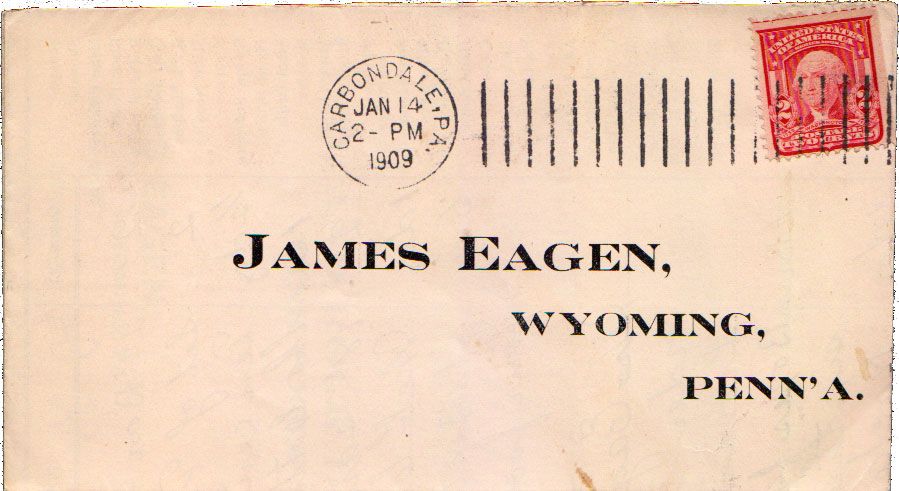 CARBONDALE, PA.
JAN 14
2- PM
1909
UNITED STATES
OF AMERICA
2 2
POSTAGE
TWO CENTS
JAMES EAGEN,
WYOMING,
PENN'A.